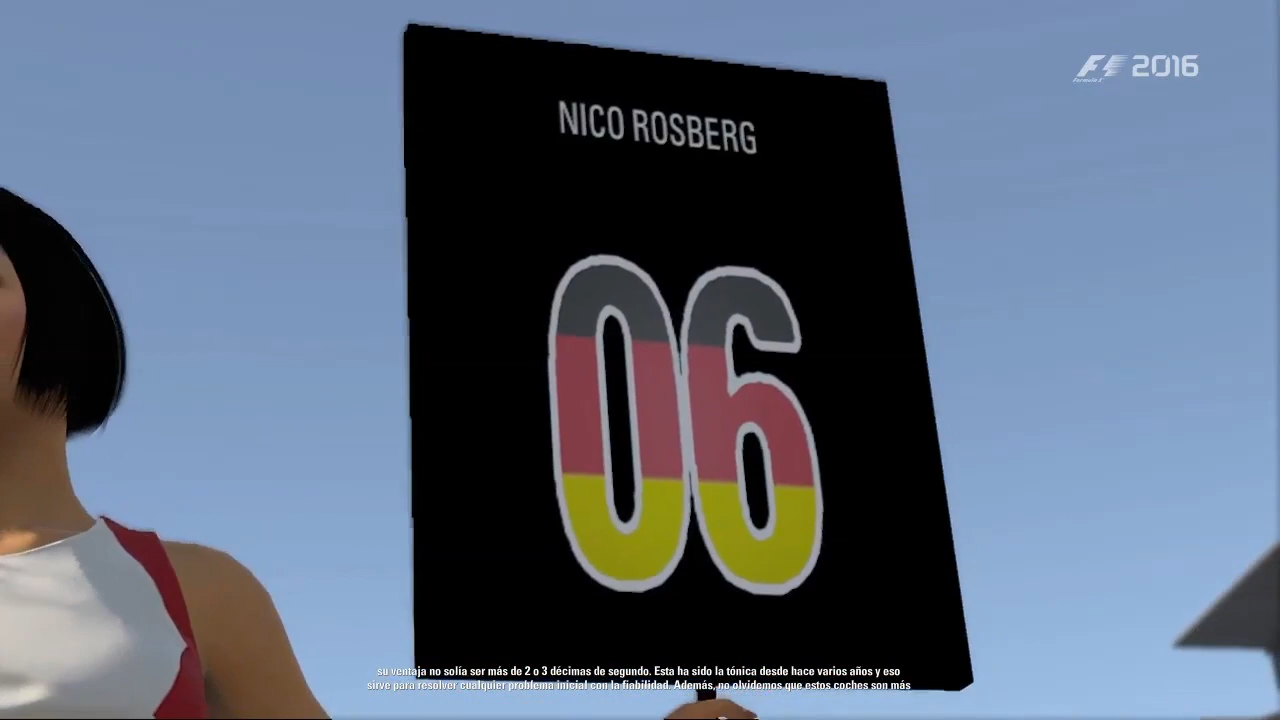 F1 2016
Formula 1
NICO ROSBERG
06
su ventaja no solía ser más de 2 o 3 décimas de segundo. Esta ha sido la tónica desde hace varios años y eso
sirve para resolver cualquier problema inicial con la fiabilidad. Además, no olvidemos que estos coches son más